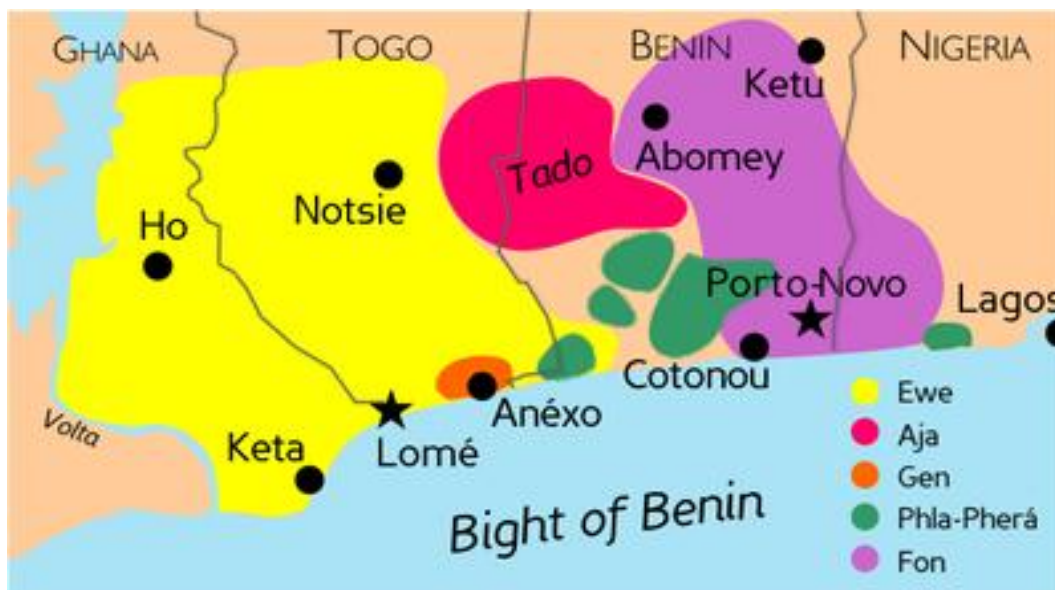 GHANA
TOGO
BENIN
NIGERIA
Ketu
Abomey
Tado
Notsie
Ho
Porto-Novo
Lagos
Cotonou
Anéxo
Lomé
Keta
Volta
Bight of Benin
Ewe
Aja
Gen
Phla-Pherá
Fon